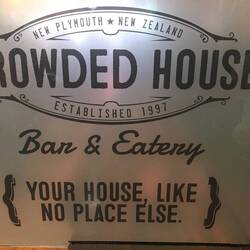 NEW PLYMOUTH ★ NEW ZEALAND
ROWDED HOUSE
ESTABLISHED 1997
Bar & Eatery
{ YOUR HOUSE, LIKE
NO PLACE ELSE. }